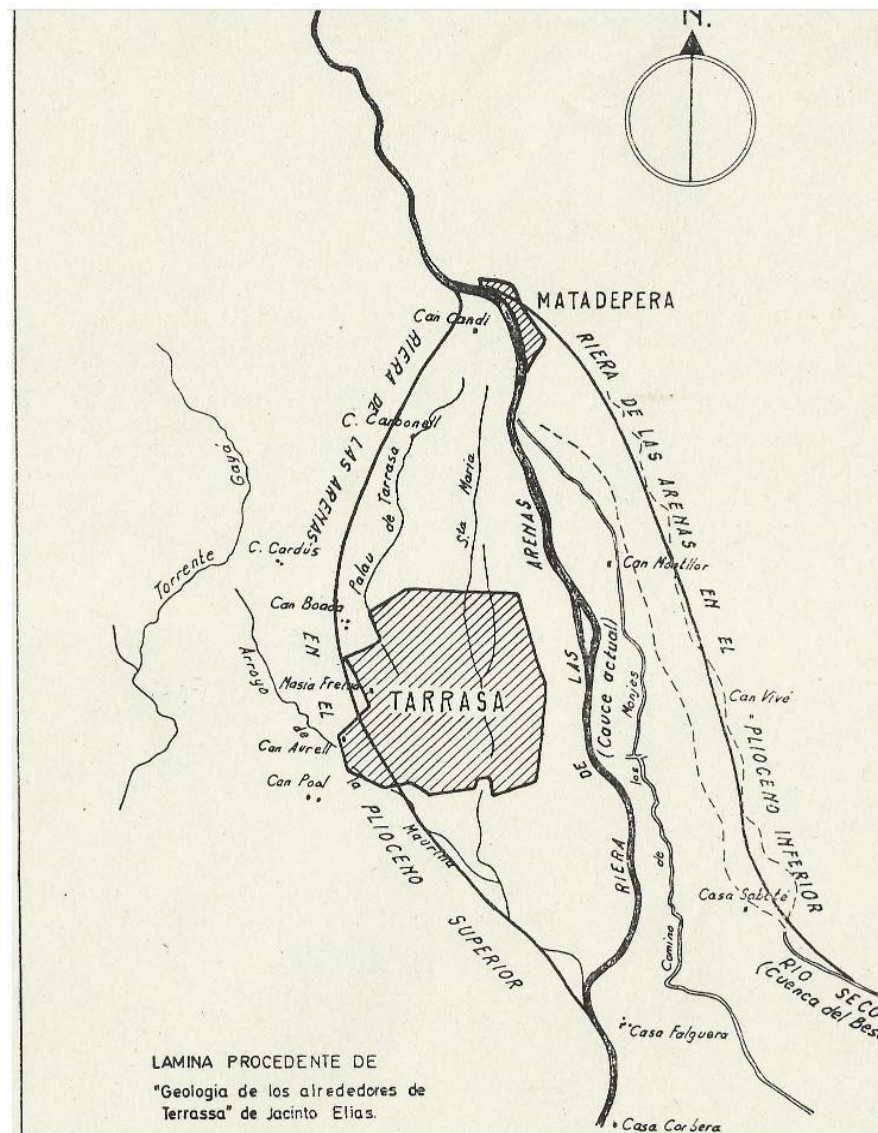 N.
MATADEPERA
Can Candi
RIERA DE LAS ARENAS
EN EL
PLIOCENO
SUPERIOR
C. Carbonell
Palau de Tarrasa
Sta Maria
RIERA DE LAS ARENAS EN EL
"PLIOCENO INFERIOR
RIERA DE LAS ARENAS
(Cauce actual)
Torrente Gayá
C. Cardús
Can Boada
Can Montllor
Arroyo de la Maurina
Masia Freixa
TARRASA
Can Vivé
Can Aurell
Can Poal
Camino de los Monjes
Casa Sabaté
RIO SECO
(Cuenca del Bes
Casa Falguera
LAMINA PROCEDENTE DE
"Geologia de los alrededores de
Terrassa" de Jacinto Elias.
Casa Corbera